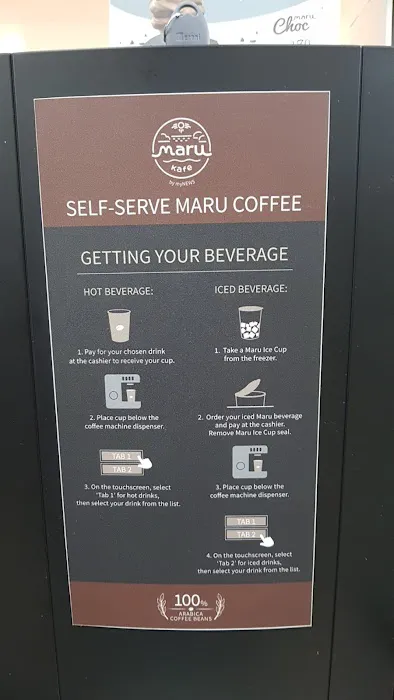 maru
Choc
maru
kafe
by myNEWS
SELF-SERVE MARU COFFEE
GETTING YOUR BEVERAGE
HOT BEVERAGE:
1. Pay for your chosen drink
at the cashier to receive your cup.
2. Place cup below the
coffee machine dispenser.
TAB 1
TAB 2
3. On the touchscreen, select
'Tab 1' for hot drinks,
then select your drink from the list.
ICED BEVERAGE:
1. Take a Maru Ice Cup
from the freezer.
2. Order your iced Maru beverage
and pay at the cashier.
Remove Maru Ice Cup seal.
3. Place cup below the
coffee machine dispenser.
TAB 1
TAB 2
4. On the touchscreen, select
'Tab 2' for iced drinks,
then select your drink from the list.
100%
ARABICA
COFFEE BEANS